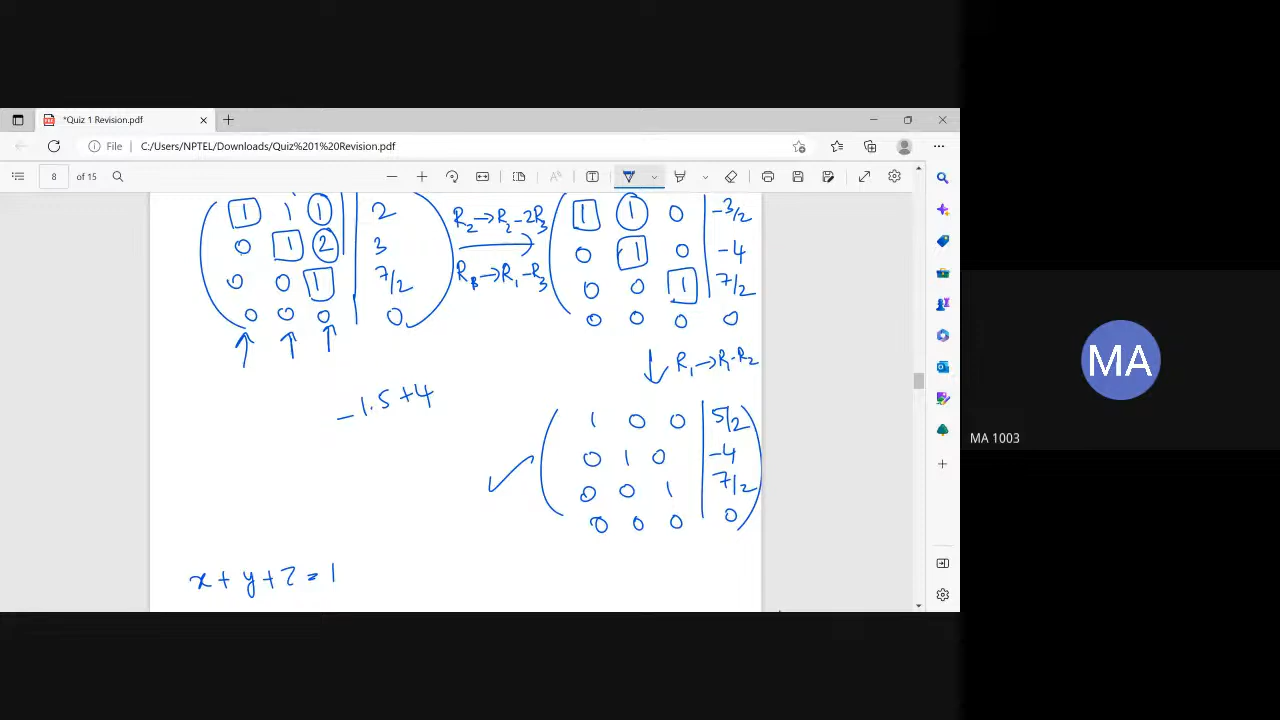 *Quiz 1 Revision.pdf
File C:/Users/NPTEL/Downloads/Quiz%201%20Revision.pdf
8 of 15
1 1 1 | 2
0 1 2 | 3
0 0 1 | 7/2
0 0 0 | 0
R2→R2-2R3
R1→R1-R3
1 1 0 | -3/2
0 1 0 | -4
0 0 1 | 7/2
0 0 0 0
R1→R1-R2
-1.5+4
1 0 0 | 5/2
0 1 0 | -4
0 0 1 | 7/2
0 0 0 | 0
x+y+z=1
MA
MA 1003